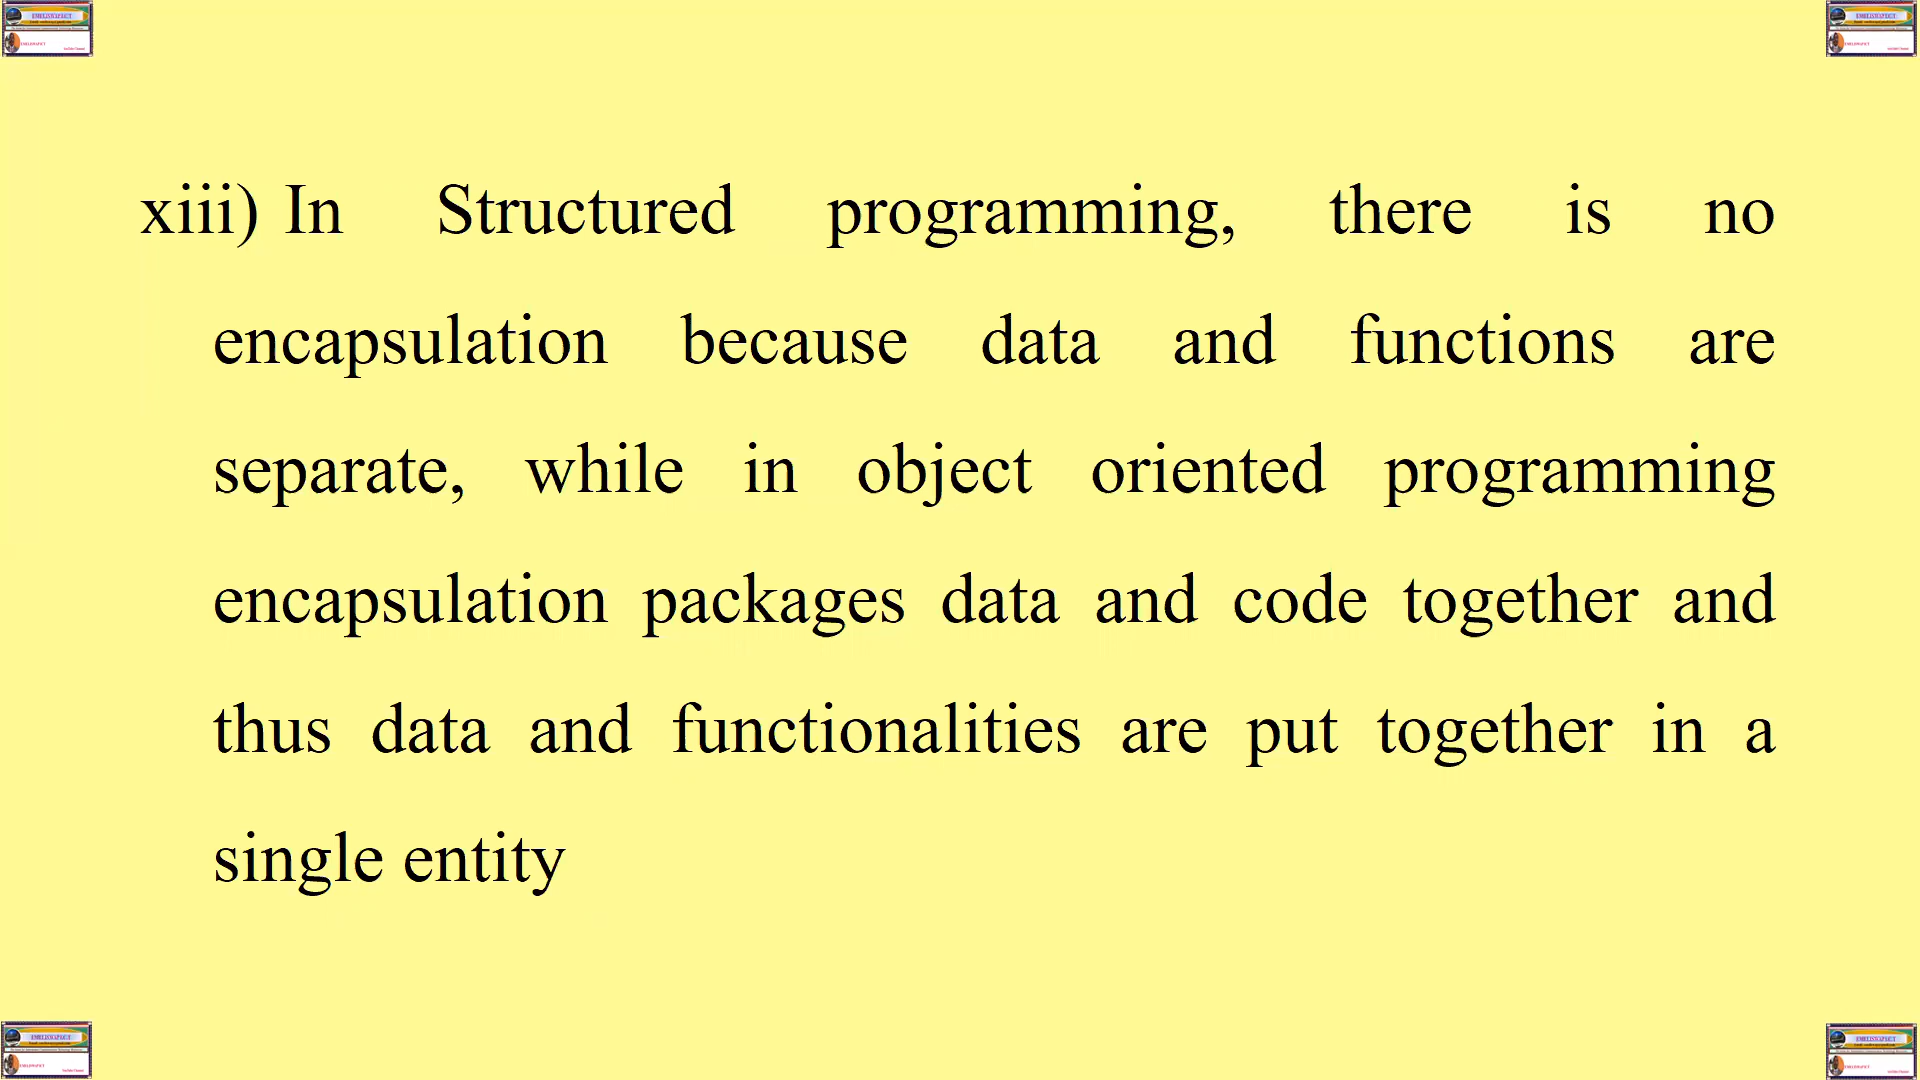 xiii) In Structured programming, there is no
encapsulation because data and functions are
separate, while in object oriented programming
encapsulation packages data and code together and
thus data and functionalities are put together in a
single entity